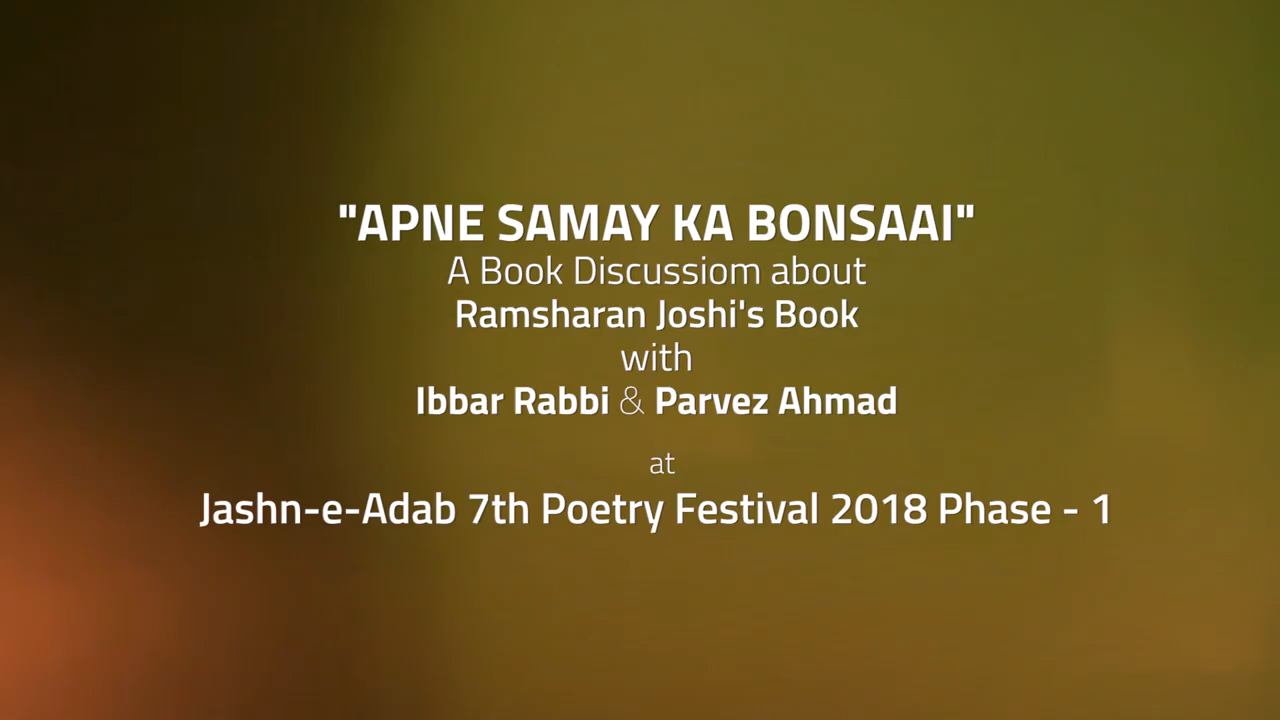 "APNE SAMAY KA BONSAAI"
A Book Discussiom about
Ramsharan Joshi's Book
with
Ibbar Rabbi & Parvez Ahmad
at
Jashn-e-Adab 7th Poetry Festival 2018 Phase - 1